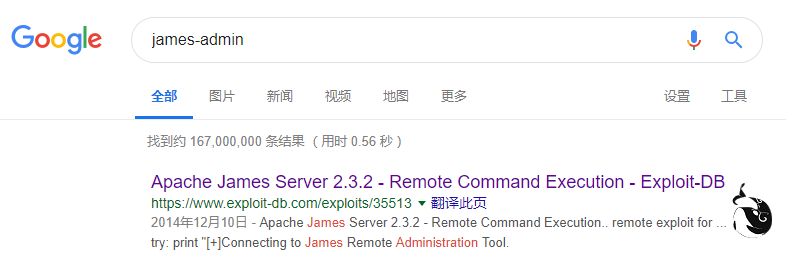 Google
james-admin
全部 图片 新闻 视频 地图 更多 设置 工具
找到约 167,000,000 条结果 （用时 0.56 秒）
Apache James Server 2.3.2 - Remote Command Execution - Exploit-DB
https://www.exploit-db.com/exploits/35513 ▼ 翻译此页
2014年12月10日 - Apache James Server 2.3.2 - Remote Command Execution.. remote exploit for ...
try: print "[+]Connecting to James Remote Administration Tool.